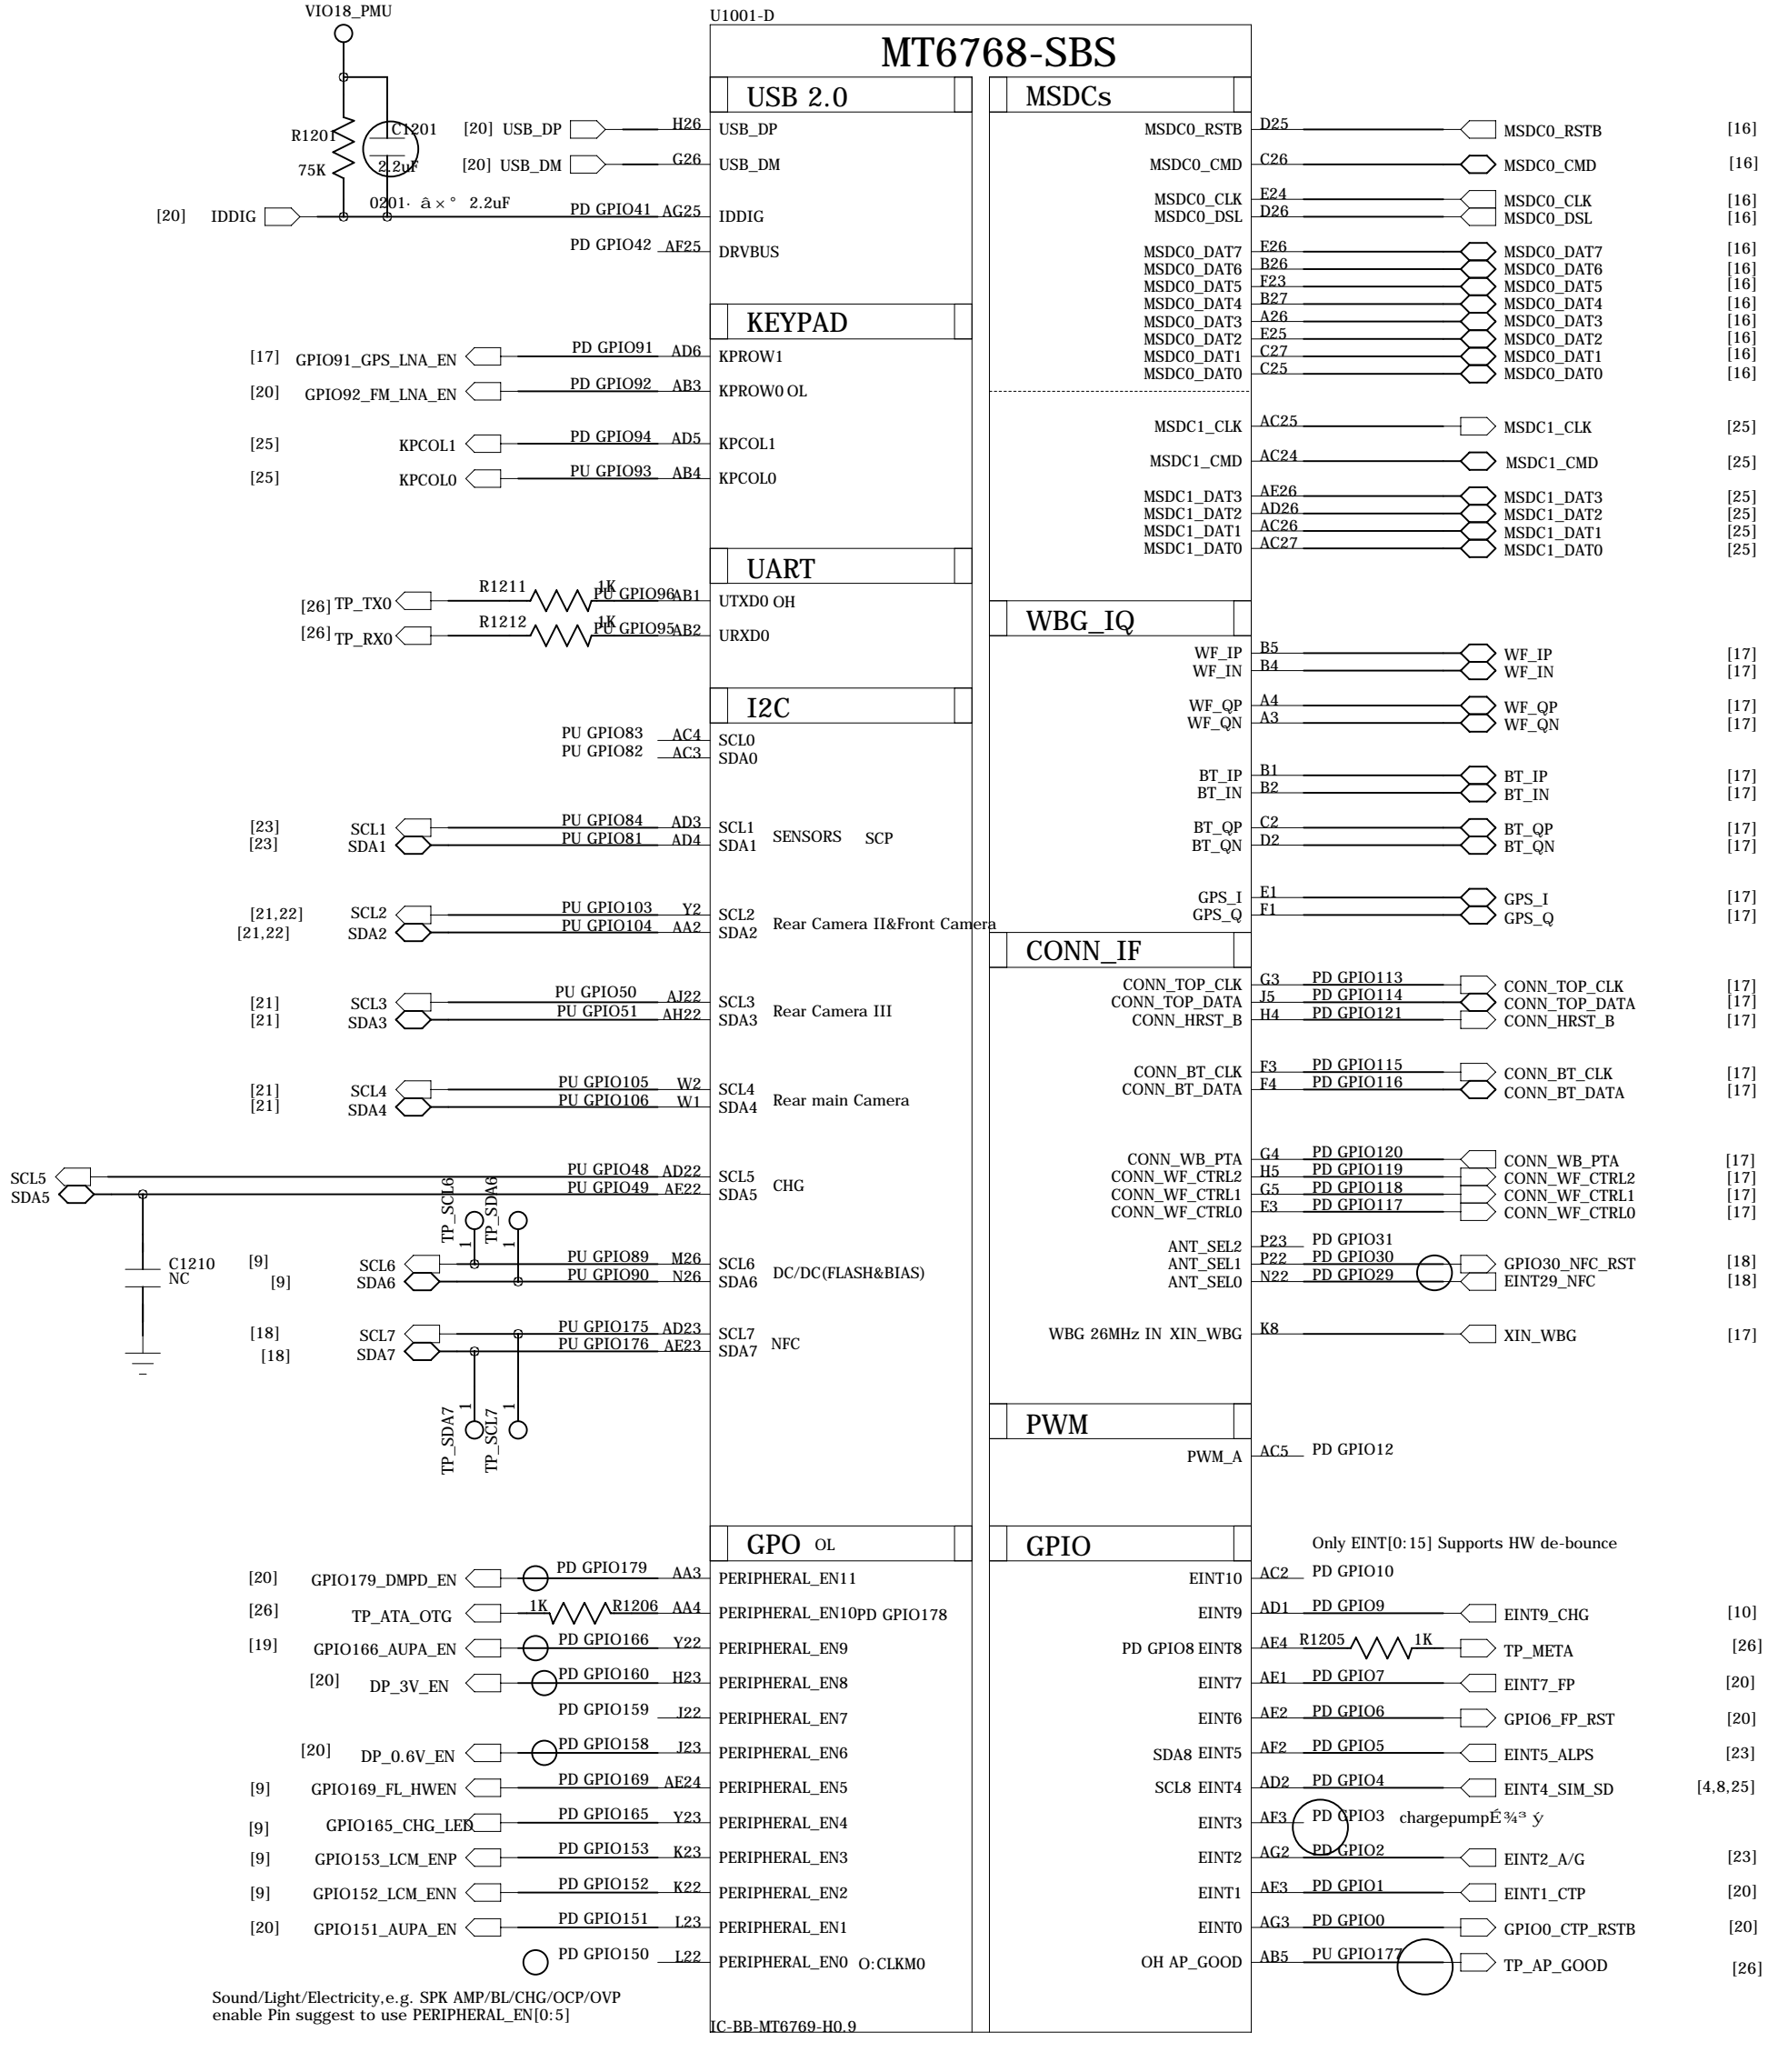 VIO18_PMU
U1001-D
MT6768-SBS
USB 2.0
R1201
75K
C1201
2.2uF
0201· â × ° 2.2uF
[20] USB_DP H26 USB_DP
[20] USB_DM G26 USB_DM
[20] IDDIG PD GPIO41 AG25 IDDIG
PD GPIO42 AF25 DRVBUS
KEYPAD
[17] GPIO91_GPS_LNA_EN PD GPIO91 AD6 KPROW1
[20] GPIO92_FM_LNA_EN PD GPIO92 AB3 KPROW0 OL
[25] KPCOL1 PD GPIO94 AD5 KPCOL1
[25] KPCOL0 PU GPIO93 AB4 KPCOL0
UART
[26] TP_TX0 R1211 1K PU GPIO96 AB1 UTXD0 OH
[26] TP_RX0 R1212 1K PU GPIO95 AB2 URXD0
I2C
PU GPIO83 AC4 SCL0
PU GPIO82 AC3 SDA0
[23] SCL1 PU GPIO84 AD3 SCL1
[23] SDA1 PU GPIO81 AD4 SDA1
SENSORS SCP
[21,22] SCL2 PU GPIO103 Y2 SCL2
[21,22] SDA2 PU GPIO104 AA2 SDA2
Rear Camera II&Front Camera
[21] SCL3 PU GPIO50 AJ22 SCL3
[21] SDA3 PU GPIO51 AH22 SDA3
Rear Camera III
[21] SCL4 PU GPIO105 W2 SCL4
[21] SDA4 PU GPIO106 W1 SDA4
Rear main Camera
SCL5 PU GPIO48 AD22 SCL5
SDA5 PU GPIO49 AE22 SDA5
CHG
TP_SCL6 1
TP_SDA6 1
C1210
NC
[9] SCL6 PU GPIO89 M26 SCL6
[9] SDA6 PU GPIO90 N26 SDA6
DC/DC(FLASH&BIAS)
[18] SCL7 PU GPIO175 AD23 SCL7
[18] SDA7 PU GPIO176 AE23 SDA7
NFC
TP_SDA7 1
TP_SCL7 1
GPO OL
[20] GPIO179_DMPD_EN PD GPIO179 AA3 PERIPHERAL_EN11
[26] TP_ATA_OTG 1K R1206 AA4 PERIPHERAL_EN10 PD GPIO178
[19] GPIO166_AUPA_EN PD GPIO166 Y22 PERIPHERAL_EN9
[20] DP_3V_EN PD GPIO160 H23 PERIPHERAL_EN8
PD GPIO159 J22 PERIPHERAL_EN7
[20] DP_0.6V_EN PD GPIO158 J23 PERIPHERAL_EN6
[9] GPIO169_FL_HWEN PD GPIO169 AE24 PERIPHERAL_EN5
[9] GPIO165_CHG_LED PD GPIO165 Y23 PERIPHERAL_EN4
[9] GPIO153_LCM_ENP PD GPIO153 K23 PERIPHERAL_EN3
[9] GPIO152_LCM_ENN PD GPIO152 K22 PERIPHERAL_EN2
[20] GPIO151_AUPA_EN PD GPIO151 L23 PERIPHERAL_EN1
PD GPIO150 L22 PERIPHERAL_EN0 O:CLKM0
Sound/Light/Electricity,e.g. SPK AMP/BL/CHG/OCP/OVP
enable Pin suggest to use PERIPHERAL_EN[0:5]
IC-BB-MT6769-H0.9
MSDCs
MSDC0_RSTB D25 MSDC0_RSTB [16]
MSDC0_CMD C26 MSDC0_CMD [16]
MSDC0_CLK E24 MSDC0_CLK [16]
MSDC0_DSL D26 MSDC0_DSL [16]
MSDC0_DAT7 E26 MSDC0_DAT7 [16]
MSDC0_DAT6 B26 MSDC0_DAT6 [16]
MSDC0_DAT5 F23 MSDC0_DAT5 [16]
MSDC0_DAT4 B27 MSDC0_DAT4 [16]
MSDC0_DAT3 A26 MSDC0_DAT3 [16]
MSDC0_DAT2 E25 MSDC0_DAT2 [16]
MSDC0_DAT1 C27 MSDC0_DAT1 [16]
MSDC0_DAT0 C25 MSDC0_DAT0 [16]
MSDC1_CLK AC25 MSDC1_CLK [25]
MSDC1_CMD AC24 MSDC1_CMD [25]
MSDC1_DAT3 AE26 MSDC1_DAT3 [25]
MSDC1_DAT2 AD26 MSDC1_DAT2 [25]
MSDC1_DAT1 AC26 MSDC1_DAT1 [25]
MSDC1_DAT0 AC27 MSDC1_DAT0 [25]
WBG_IQ
WF_IP B5 WF_IP [17]
WF_IN B4 WF_IN [17]
WF_QP A4 WF_QP [17]
WF_QN A3 WF_QN [17]
BT_IP B1 BT_IP [17]
BT_IN B2 BT_IN [17]
BT_QP C2 BT_QP [17]
BT_QN D2 BT_QN [17]
GPS_I E1 GPS_I [17]
GPS_Q F1 GPS_Q [17]
CONN_IF
CONN_TOP_CLK G3 PD GPIO113 CONN_TOP_CLK [17]
CONN_TOP_DATA J5 PD GPIO114 CONN_TOP_DATA [17]
CONN_HRST_B H4 PD GPIO121 CONN_HRST_B [17]
CONN_BT_CLK F3 PD GPIO115 CONN_BT_CLK [17]
CONN_BT_DATA F4 PD GPIO116 CONN_BT_DATA [17]
CONN_WB_PTA G4 PD GPIO120 CONN_WB_PTA [17]
CONN_WF_CTRL2 H5 PD GPIO119 CONN_WF_CTRL2 [17]
CONN_WF_CTRL1 G5 PD GPIO118 CONN_WF_CTRL1 [17]
CONN_WF_CTRL0 E3 PD GPIO117 CONN_WF_CTRL0 [17]
ANT_SEL2 P23 PD GPIO31
ANT_SEL1 P22 PD GPIO30 GPIO30_NFC_RST [18]
ANT_SEL0 N22 PD GPIO29 EINT29_NFC [18]
WBG 26MHz IN XIN_WBG K8 XIN_WBG [17]
PWM
PWM_A AC5 PD GPIO12
GPIO
Only EINT[0:15] Supports HW de-bounce
EINT10 AC2 PD GPIO10
EINT9 AD1 PD GPIO9 EINT9_CHG [10]
PD GPIO8 EINT8 AE4 R1205 1K TP_META [26]
EINT7 AE1 PD GPIO7 EINT7_FP [20]
EINT6 AE2 PD GPIO6 GPIO6_FP_RST [20]
SDA8 EINT5 AF2 PD GPIO5 EINT5_ALPS [23]
SCL8 EINT4 AD2 PD GPIO4 EINT4_SIM_SD [4,8,25]
EINT3 AF3 PD GPIO3 chargepumpÉ ¾³ ý
EINT2 AG2 PD GPIO2 EINT2_A/G [23]
EINT1 AE3 PD GPIO1 EINT1_CTP [20]
EINT0 AG3 PD GPIO0 GPIO0_CTP_RSTB [20]
OH AP_GOOD AB5 PU GPIO177 TP_AP_GOOD [26]